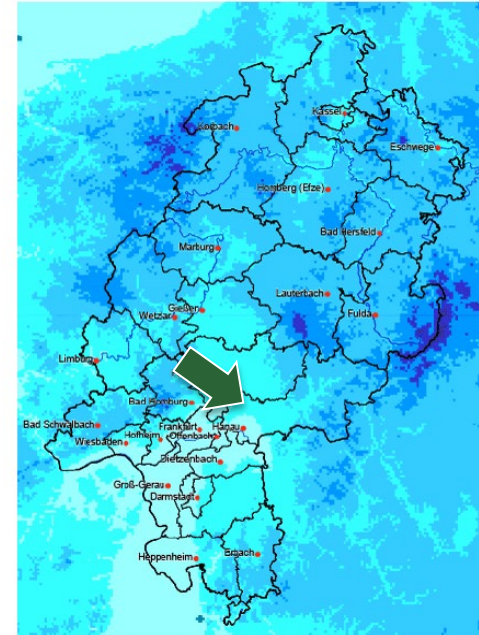 Kassel
Korbach
Eschwege
Homberg (Efze)
Bad Hersfeld
Marburg
Lauterbach
Gießen
Wetzlar
Fulda
Limburg
Bad Homburg
Bad Schwalbach
Frankfurt
Hanau
Hofheim
Offenbach
Wiesbaden
Dietzenbach
Groß-Gerau
Darmstadt
Erbach
Heppenheim